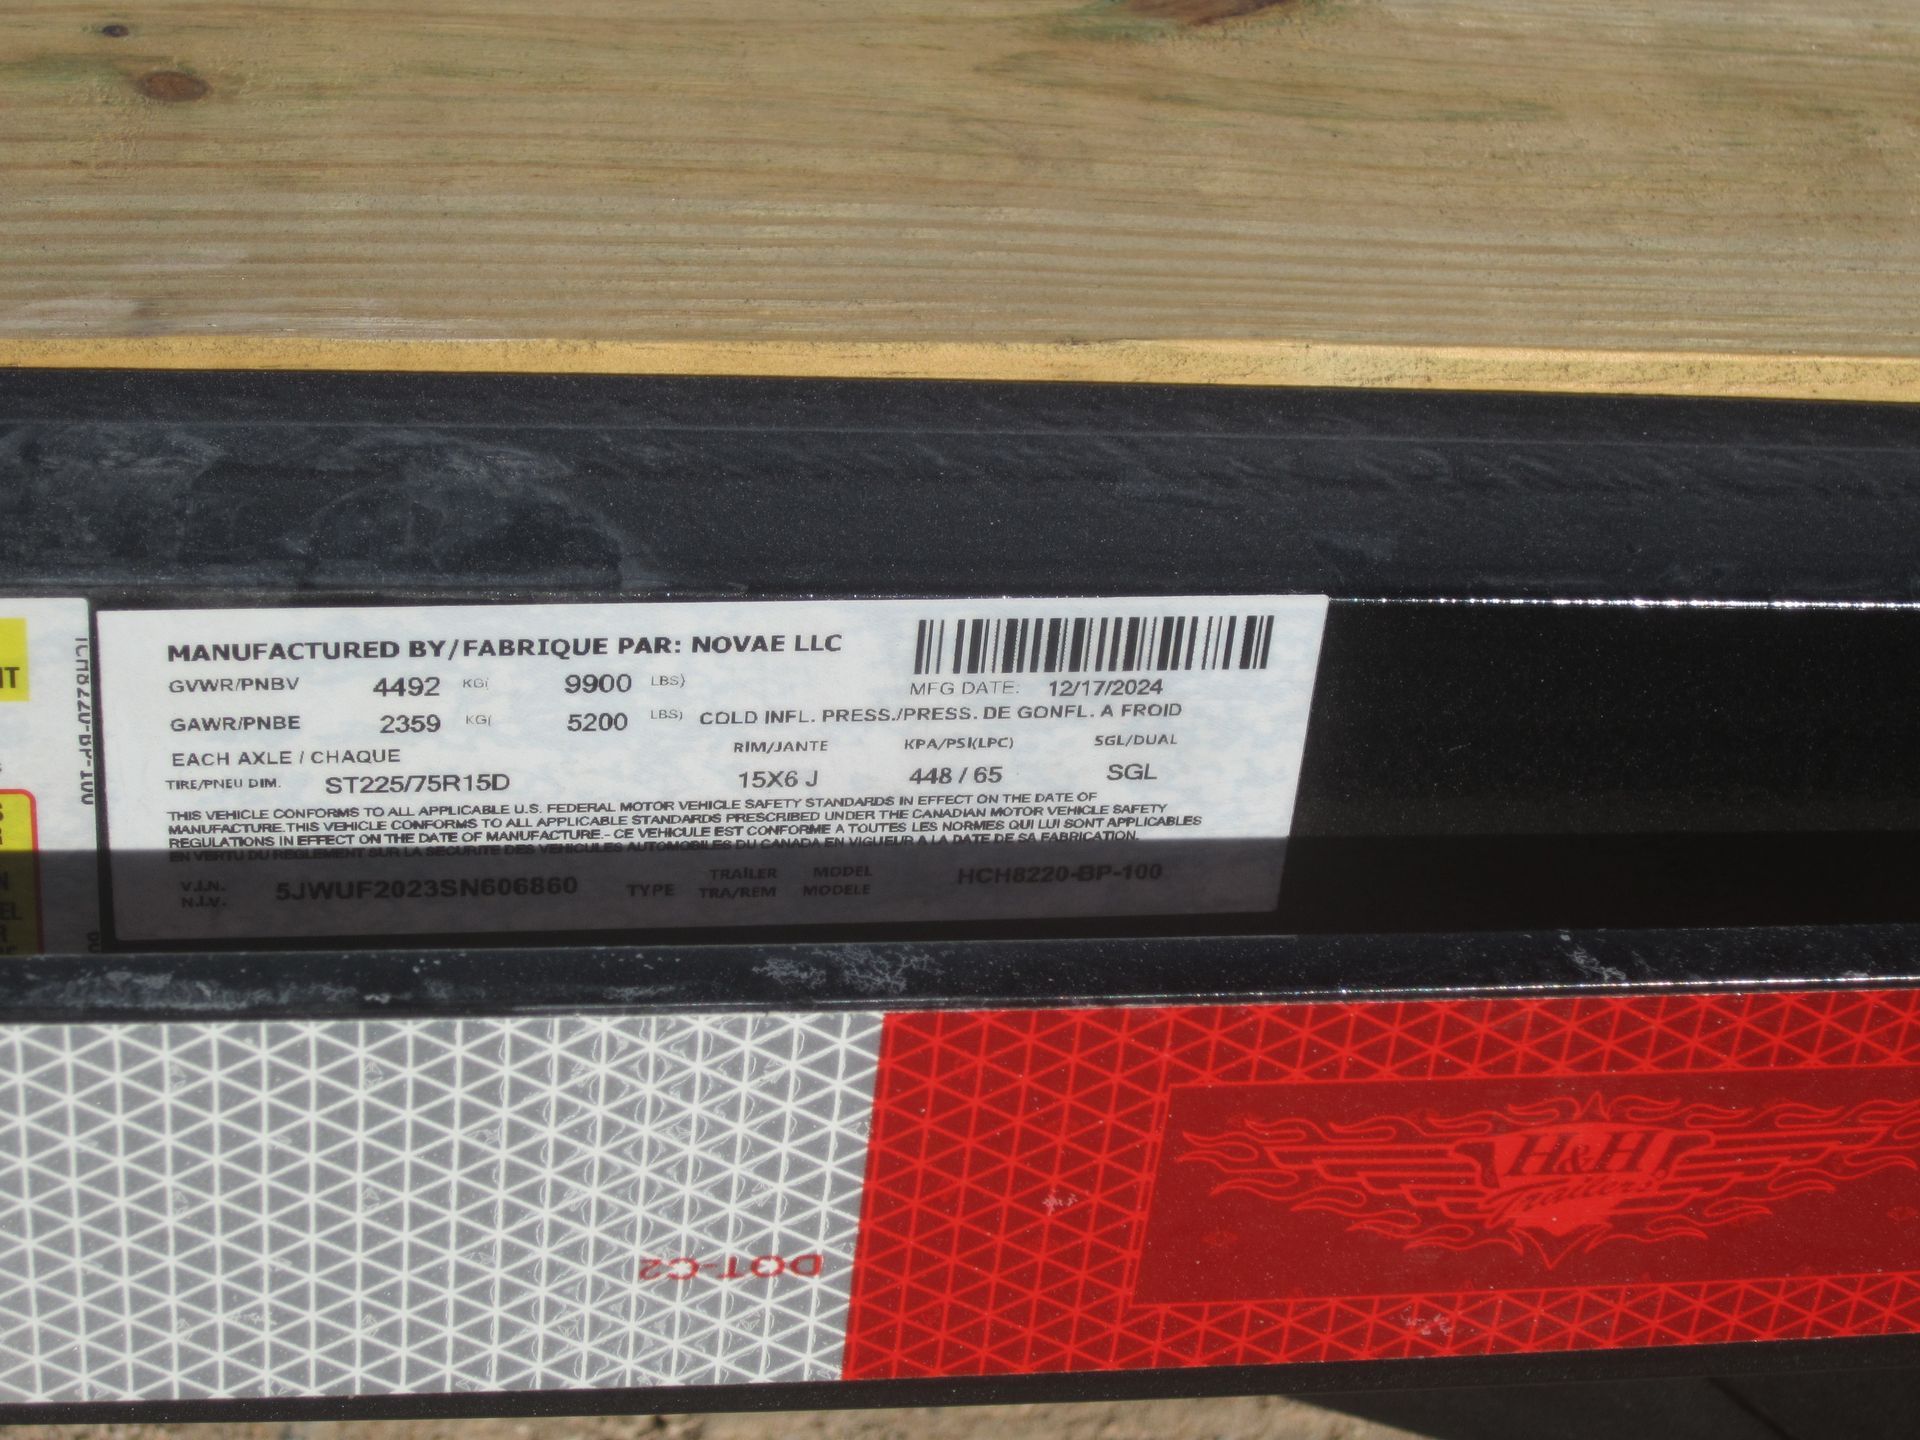 MANUFACTURED BY/FABRIQUE PAR: NOVAE LLC
GVWR/PNBV 4492 KG( 9900 LBS)
MFG DATE: 12/17/2024
GAWR/PNBE 2359 KG( 5200 LBS) COLD INFL. PRESS./PRESS. DE GONFL. A FROID
EACH AXLE / CHAQUE RIM/JANTE KPA/PSI(LPC) SGL/DUAL
TIRE/PNEU DIM. ST225/75R15D 15X6 J 448 / 65 SGL
THIS VEHICLE CONFORMS TO ALL APPLICABLE U.S. FEDERAL MOTOR VEHICLE SAFETY STANDARDS IN EFFECT ON THE DATE OF
MANUFACTURE. THIS VEHICLE CONFORMS TO ALL APPLICABLE STANDARDS PRESCRIBED UNDER THE CANADIAN MOTOR VEHICLE SAFETY
REGULATIONS IN EFFECT ON THE DATE OF MANUFACTURE.- CE VEHICULE EST CONFORME A TOUTES LES NORMES QUI LUI SONT APPLICABLES
EN VERTU DU REGLEMENT SUR LA SECURITE DES VEHICULES AUTOMOBILES DU CANADA EN VIGUEUR A LA DATE DE SA FABRICATION.
V.I.N. 5JWUF2023SN606860 TYPE TRAILER MODEL HCH8220-BP-100
N.I.V. TRA/REM MODELE
DOT-C2
H&H
Trailers